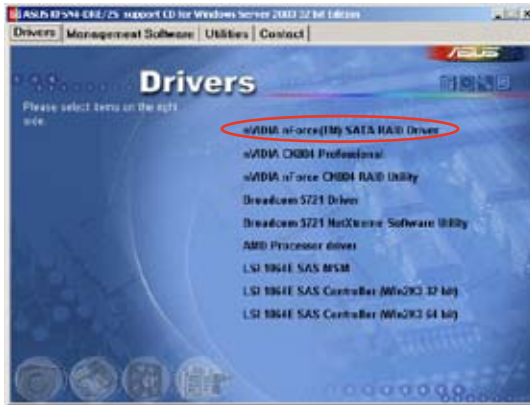 ASUS KFSN4-DRE/2S support CD for Windows Server 2003 32 bit Edition
Drivers Management Software Utilities Contact
ASUS
Drivers
Please select items on the right
side.
nVIDIA nForce(TM) SATA RAID Driver
nVIDIA CK804 Professional
nVIDIA nForce CK804 RAID Utility
Broadcom 5721 Driver
Broadcom 5721 NetXtreme Software Utility
AMD Processor driver
LSI 1064E SAS MSM
LSI 1064E SAS Controller (Win2K3 32 bit)
LSI 1064E SAS Controller (Win2K3 64 bit)